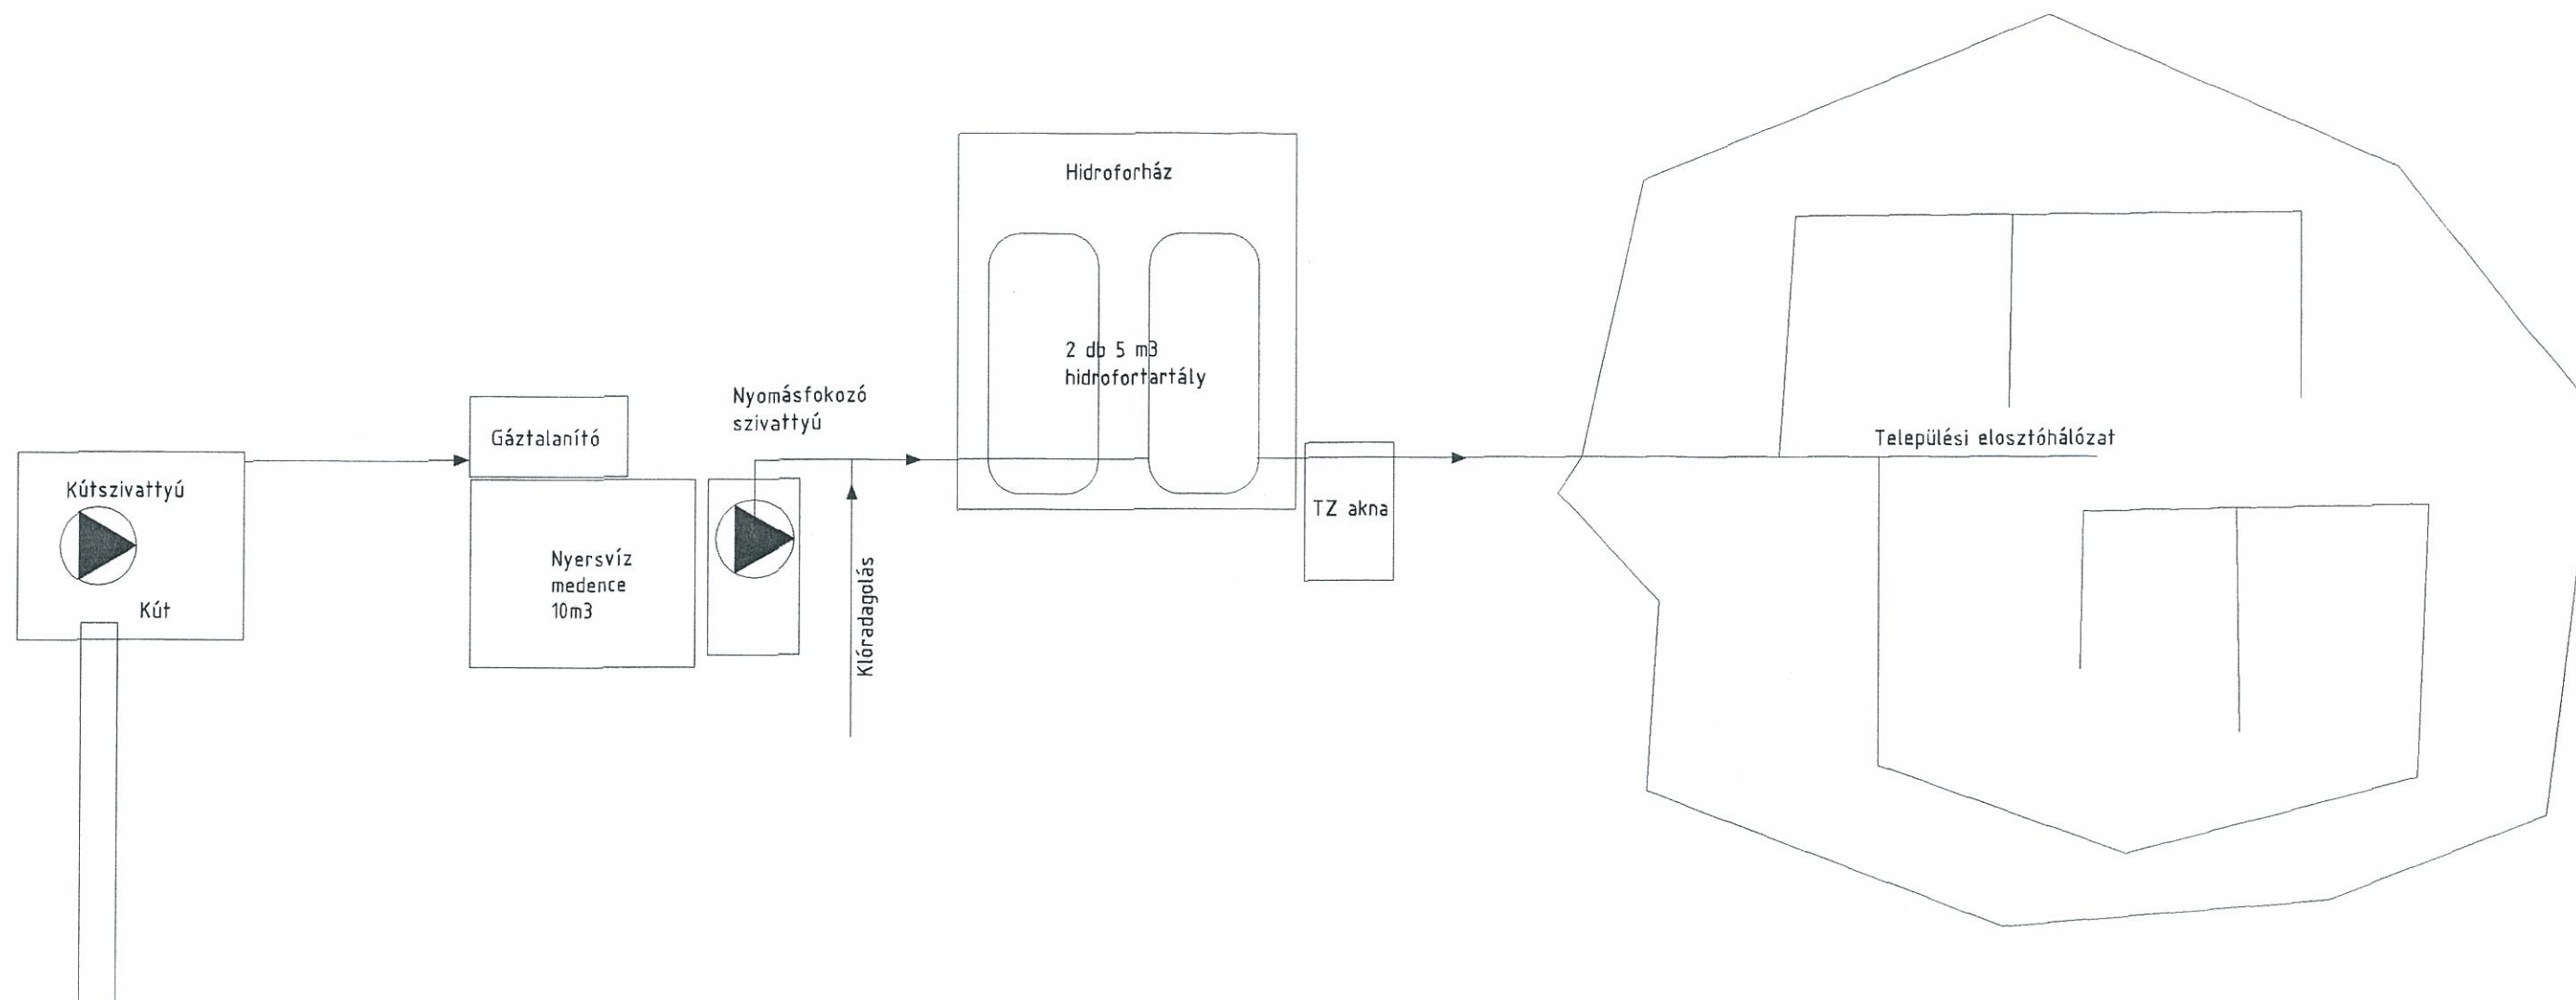 Kútszivattyú
Kút
Gáztalanító
Nyersvíz
medence
10m3
Nyomásfokozó
szivattyú
Klóradagolás
Hidroforház
2 db 5 m3
hidrofortartály
TZ akna
Települési elosztóhálózat